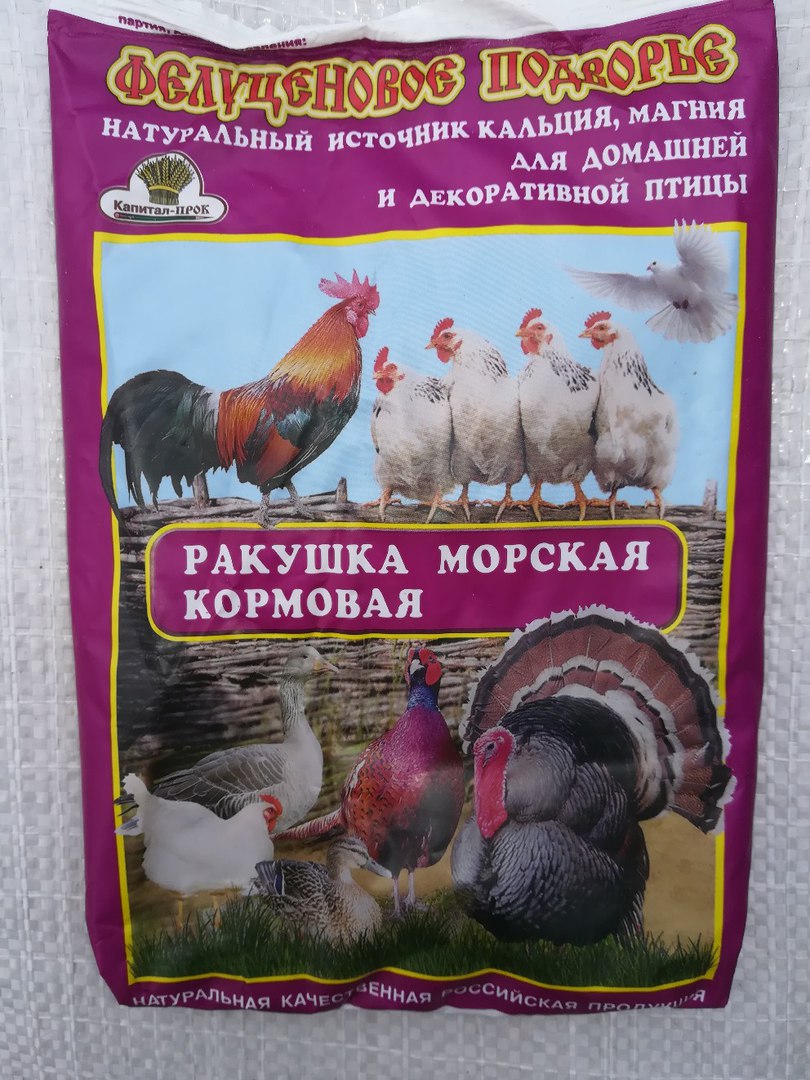 ФЕЛУЦЕНОВОЕ ПОДВОРЬЕ
НАТУРАЛЬНЫЙ ИСТОЧНИК КАЛЬЦИЯ, МАГНИЯ
ДЛЯ ДОМАШНЕЙ
И ДЕКОРАТИВНОЙ ПТИЦЫ
Капитал-ПРОК
РАКУШКА МОРСКАЯ
КОРМОВАЯ
НАТУРАЛЬНАЯ КАЧЕСТВЕННАЯ РОССИЙСКАЯ ПРОДУКЦИЯ